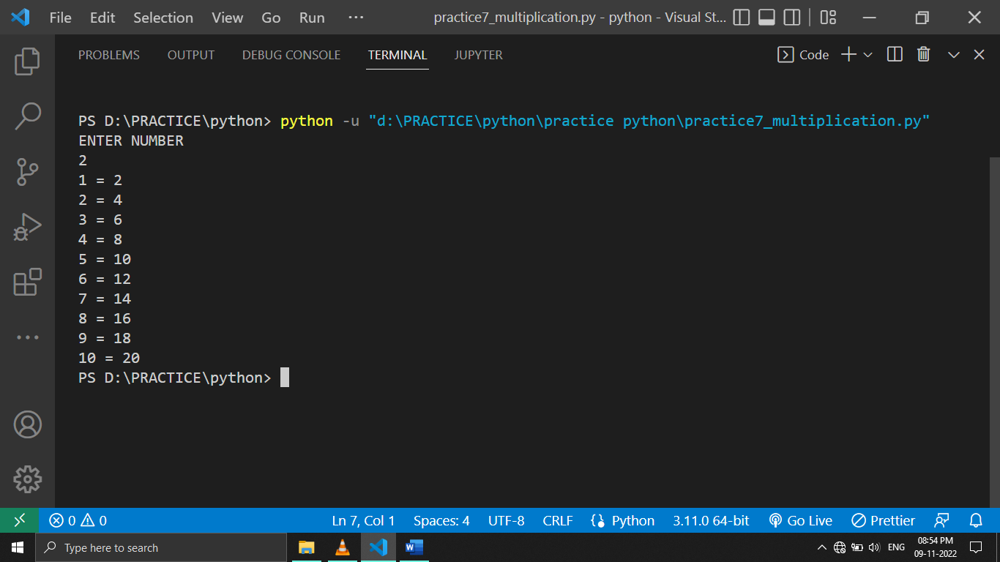 File Edit Selection View Go Run ··· practice7_multiplication.py - python - Visual St...
PROBLEMS OUTPUT DEBUG CONSOLE TERMINAL JUPYTER Code
PS D:\PRACTICE\python> python -u "d:\PRACTICE\python\practice python\practice7_multiplication.py"
ENTER NUMBER
2
1 = 2
2 = 4
3 = 6
4 = 8
5 = 10
6 = 12
7 = 14
8 = 16
9 = 18
10 = 20
PS D:\PRACTICE\python>
0 0 Ln 7, Col 1 Spaces: 4 UTF-8 CRLF Python 3.11.0 64-bit Go Live Prettier
Type here to search ENG 08:54 PM
09-11-2022